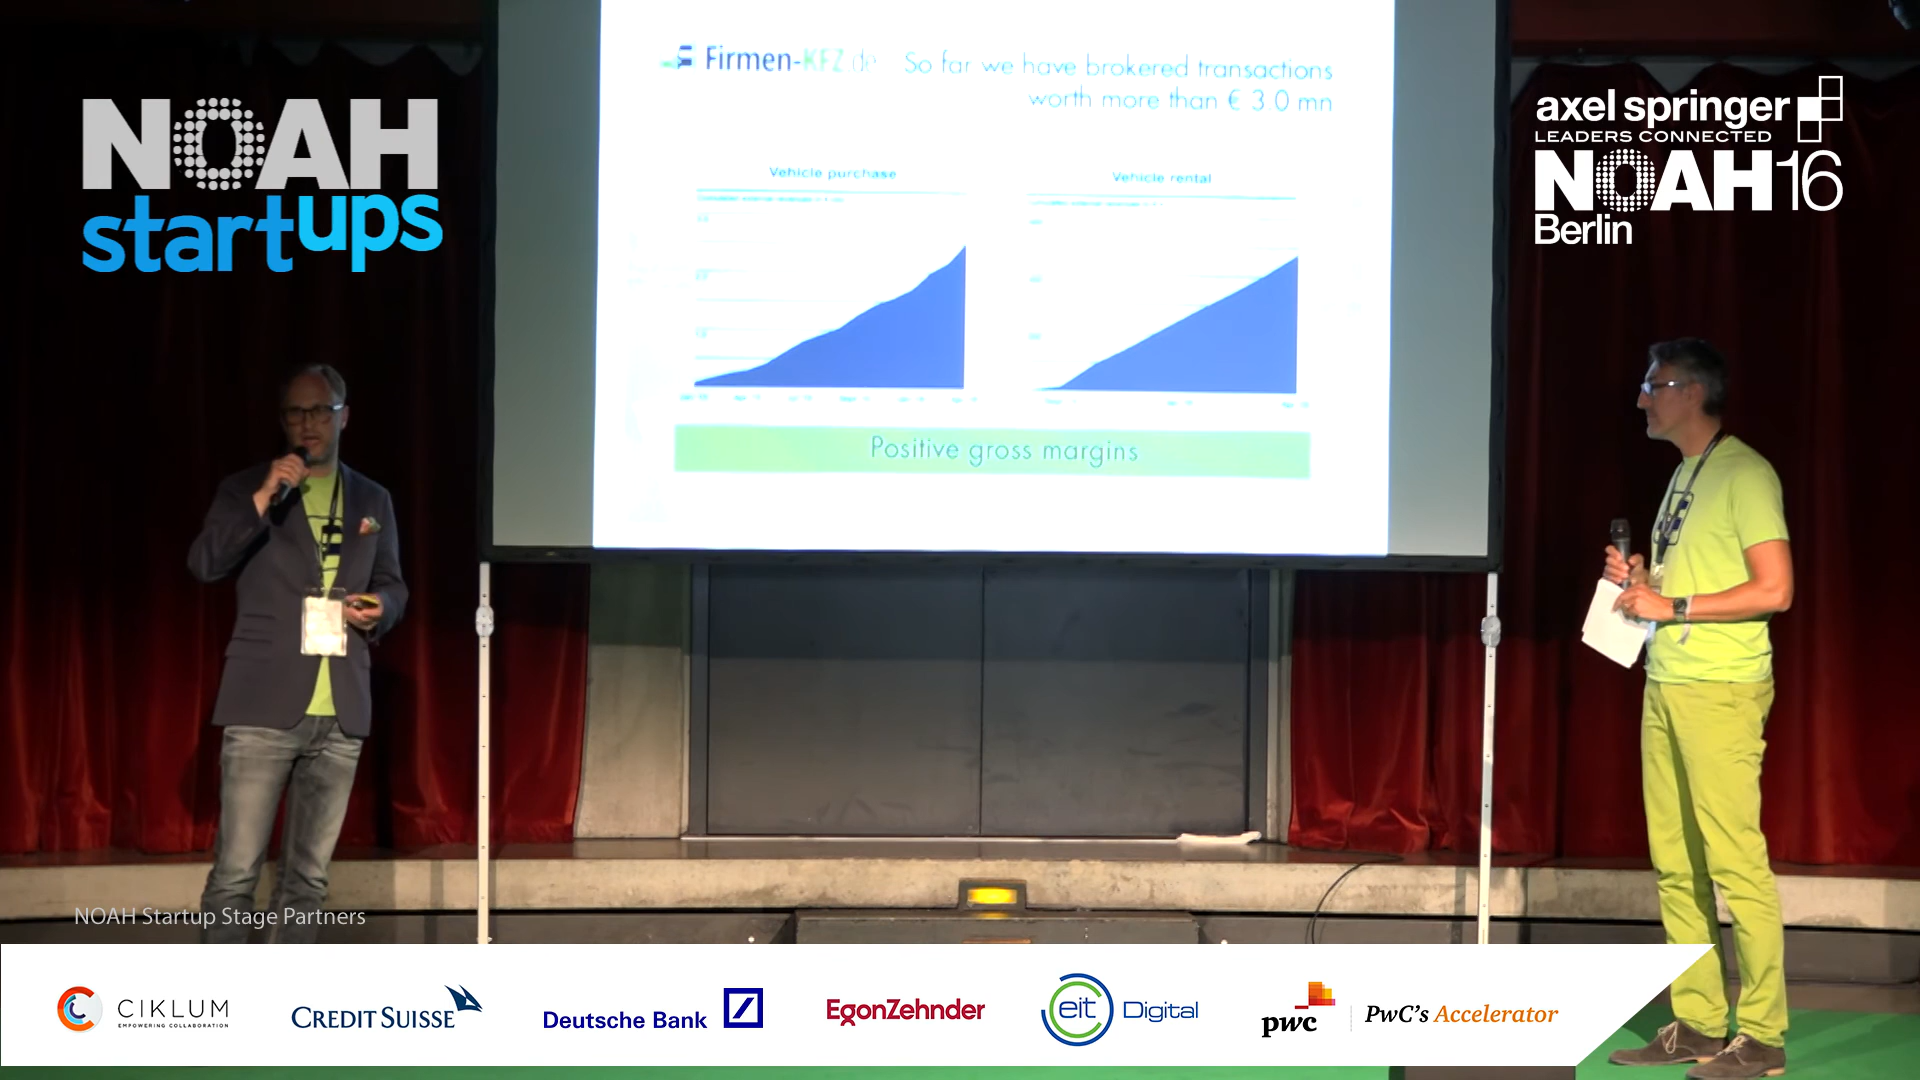 NOAH
startups
Firmen-KFZ.de
So far we have brokered transactions
worth more than € 3.0 mn
axel springer
LEADERS CONNECTED
NOAH16
Berlin
Vehicle purchase
Vehicle rental
Positive gross margins
NOAH Startup Stage Partners
CIKLUM
EMPOWERING COLLABORATION
CREDIT SUISSE
Deutsche Bank
EgonZehnder
eit Digital
pwc
PwC's Accelerator